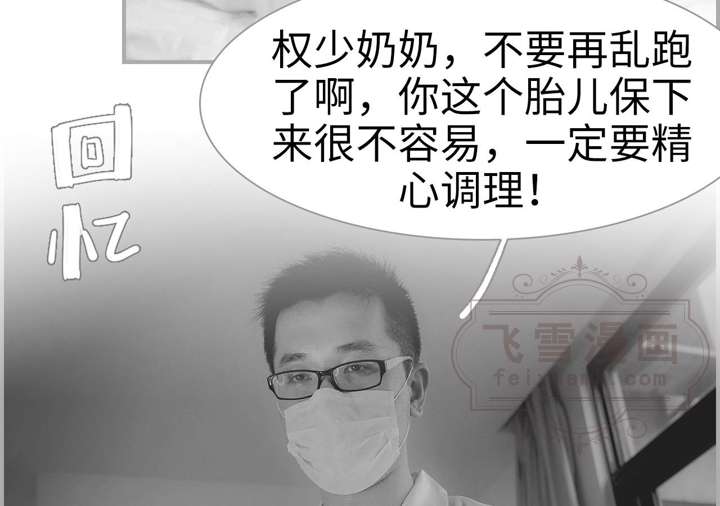 权少奶奶，不要再乱跑
了啊，你这个胎儿保下
来很不容易，一定要精
心调理！
回忆
飞雪漫画